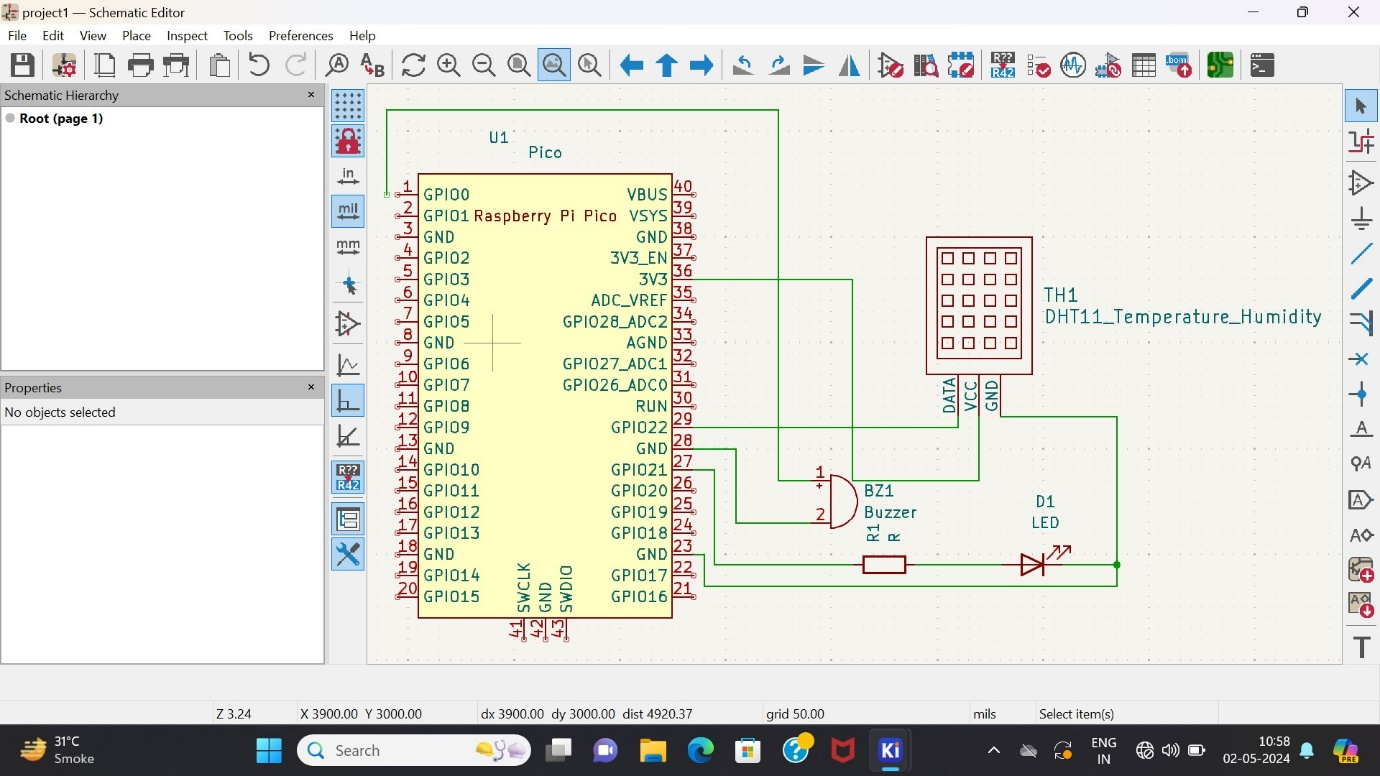 project1 — Schematic Editor
File Edit View Place Inspect Tools Preferences Help
Schematic Hierarchy
Root (page 1)
Properties
No objects selected
in
mil
mm
R??
R42
R??
R42
.bom
U1
Pico
Raspberry Pi Pico
1 GPIO0
2 GPIO1
3 GND
4 GPIO2
5 GPIO3
6 GPIO4
7 GPIO5
8 GND
9 GPIO6
10 GPIO7
11 GPIO8
12 GPIO9
13 GND
14 GPIO10
15 GPIO11
16 GPIO12
17 GPIO13
18 GND
19 GPIO14
20 GPIO15
VBUS 40
VSYS 39
GND 38
3V3_EN 37
3V3 36
ADC_VREF 35
GPIO28_ADC2 34
AGND 33
GPIO27_ADC1 32
GPIO26_ADC0 31
RUN 30
GPIO22 29
GND 28
GPIO21 27
GPIO20 26
GPIO19 25
GPIO18 24
GND 23
GPIO17 22
GPIO16 21
SWCLK 41
GND 42
SWDIO 43
TH1
DHT11_Temperature_Humidity
DATA
VCC
GND
1
+
2
BZ1
Buzzer
R1
R
D1
LED
A
A
A
A
A
T
Z 3.24 X 3900.00 Y 3000.00 dx 3900.00 dy 3000.00 dist 4920.37 grid 50.00 mils Select item(s)
31°C
Smoke
Search
Ki
ENG
IN
10:58
02-05-2024
PRE